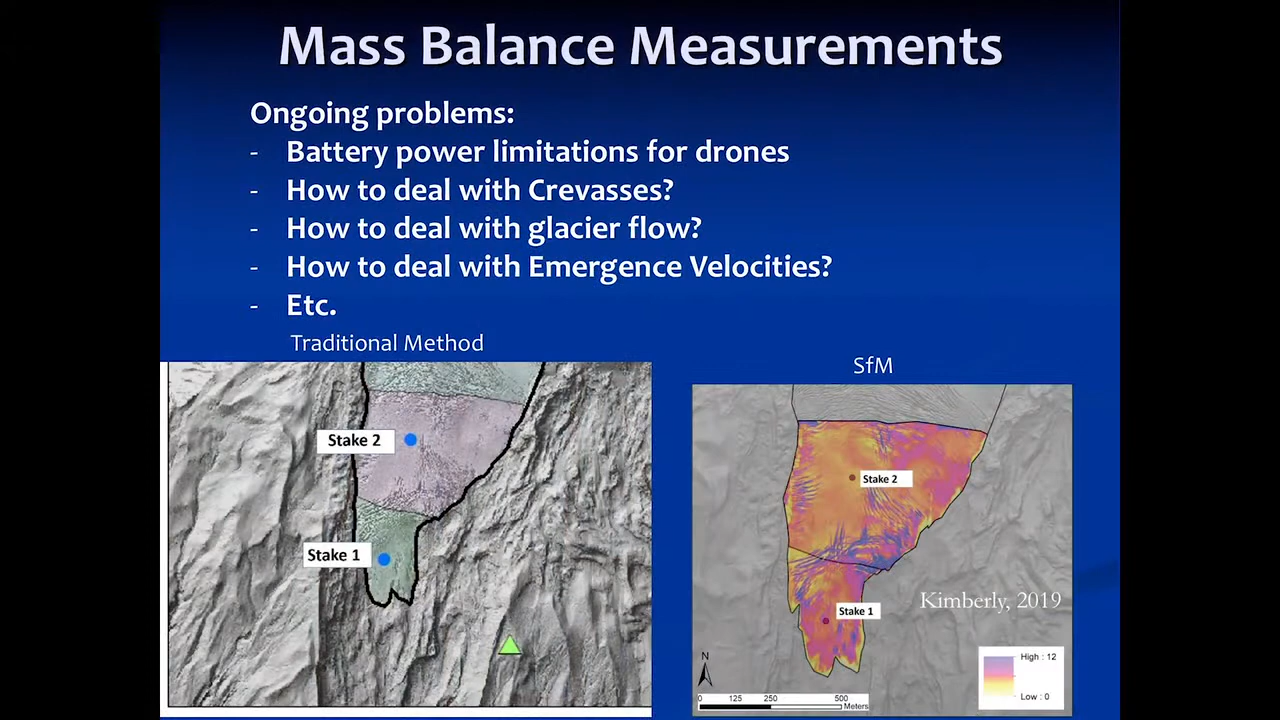 Mass Balance Measurements
Ongoing problems:
- Battery power limitations for drones
- How to deal with Crevasses?
- How to deal with glacier flow?
- How to deal with Emergence Velocities?
- Etc.
Traditional Method
SfM
Stake 2
Stake 1
Stake 2
Stake 1
Kimberly, 2019
N
0 125 250 500
Meters
High : 12
Low : 0